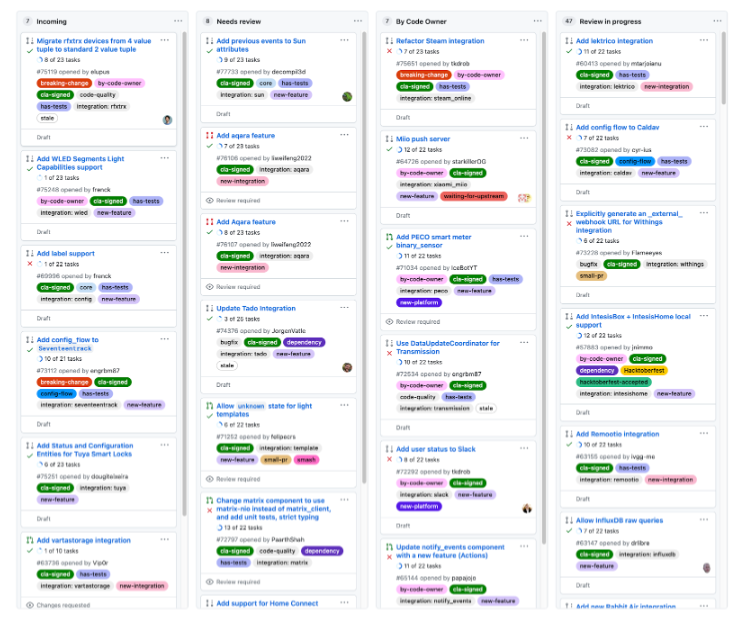 7 Incoming
Migrate rfxtrx devices from 4 value
tuple to standard 2 value tuple
8 of 23 tasks
#75119 opened by elupus
breaking-change by-code-owner
cla-signed code-quality
has-tests integration: rfxtrx
stale
Draft
Add WLED Segments Light
Capabilities support
1 of 23 tasks
#75248 opened by frenck
by-code-owner cla-signed has-tests
integration: wled new-feature
Draft
Add label support
1 of 22 tasks
#69996 opened by frenck
cla-signed core has-tests
integration: config new-feature
Draft
Add config_flow to
Seventeentrack
10 of 21 tasks
#73112 opened by engrbm87
breaking-change cla-signed
config-flow has-tests
integration: seventeentrack new-feature
Draft
Add Status and Configuration
Entities for Tuya Smart Locks
6 of 23 tasks
#75251 opened by
cla-signed integration: tuya
new-feature
Draft
Add vartastorage integration
1 of 10 tasks
#63736 opened by Vip0r
cla-signed has-tests
integration: vartastorage new-integration
Changes requested
8 Needs review
Add previous events to Sun
attributes
9 of 23 tasks
#77733 opened by decompil3d
cla-signed core has-tests
integration: sun new-feature
Draft
Add aqara feature
7 of 23 tasks
#76106 opened by liweifeng2022
cla-signed integration: aqara
new-integration
Review required
Add Aqara feature
8 of 23 tasks
#76107 opened by liweifeng2022
cla-signed integration: aqara
new-integration
Review required
Update Tado Integration
3 of 23 tasks
#74376 opened by
bugfix cla-signed dependency
integration: tado new-feature
stale
Draft
Allow unknown state for light
templates
6 of 22 tasks
#71252 opened by
cla-signed integration: template
new-feature small-pr smash
Review required
Change matrix component to use
matrix-nio instead of matrix_client,
and add unit tests, strict typing
13 of 22 tasks
#72797 opened by PaarthShah
cla-signed code-quality dependency
has-tests integration: matrix
Review required
Add support for Home Connect
7 By Code Owner
Refactor Steam integration
7 of 23 tasks
#75651 opened by tkdrob
breaking-change by-code-owner
cla-signed has-tests
integration: steam_online
Draft
Miio push server
12 of 22 tasks
#64726 opened by starkillerOG
by-code-owner cla-signed
integration: xiaomi_miio
new-feature waiting-for-upstream
Draft
Add PECO smart meter
binary_sensor
11 of 22 tasks
#71034 opened by IceBotYT
by-code-owner cla-signed has-tests
integration: peco new-feature
new-platform
Review required
Use DataUpdateCoordinator for
Transmission
10 of 22 tasks
#72534 opened by engrbm87
by-code-owner cla-signed
code-quality has-tests
integration: transmission stale
Draft
Add user status to Slack
8 of 22 tasks
#72292 opened by tkdrob
by-code-owner cla-signed
integration: slack new-feature
new-platform
Draft
Update notify_events component
with a new feature (Actions)
11 of 22 tasks
#65144 opened by papajojo
by-code-owner cla-signed
integration: notify_events new-feature
47 Review in progress
Add lektrico integration
11 of 22 tasks
#60413 opened by
cla-signed has-tests
integration: lektrico new-integration
Draft
Add config flow to Caldav
7 of 22 tasks
#73082 opened by cyr-ius
cla-signed config-flow has-tests
integration: caldav new-feature
Draft
Explicitly generate an _external_
webhook URL for Withings
integration
6 of 22 tasks
#73228 opened by Flameeyes
bugfix cla-signed integration: withings
small-pr
Draft
Add IntesisBox + IntesisHome local
support
12 of 22 tasks
#57883 opened by jnimmo
by-code-owner cla-signed
dependency Hacktoberfest
hacktoberfest-accepted
integration: intesishome new-feature
Draft
Add Remootio integration
10 of 22 tasks
#63155 opened by ivgg-me
cla-signed has-tests
integration: remootio new-integration
Draft
Allow InfluxDB raw queries
7 of 22 tasks
#63147 opened by
cla-signed integration: influxdb
new-feature
Draft
Add new Rabbit Air integration